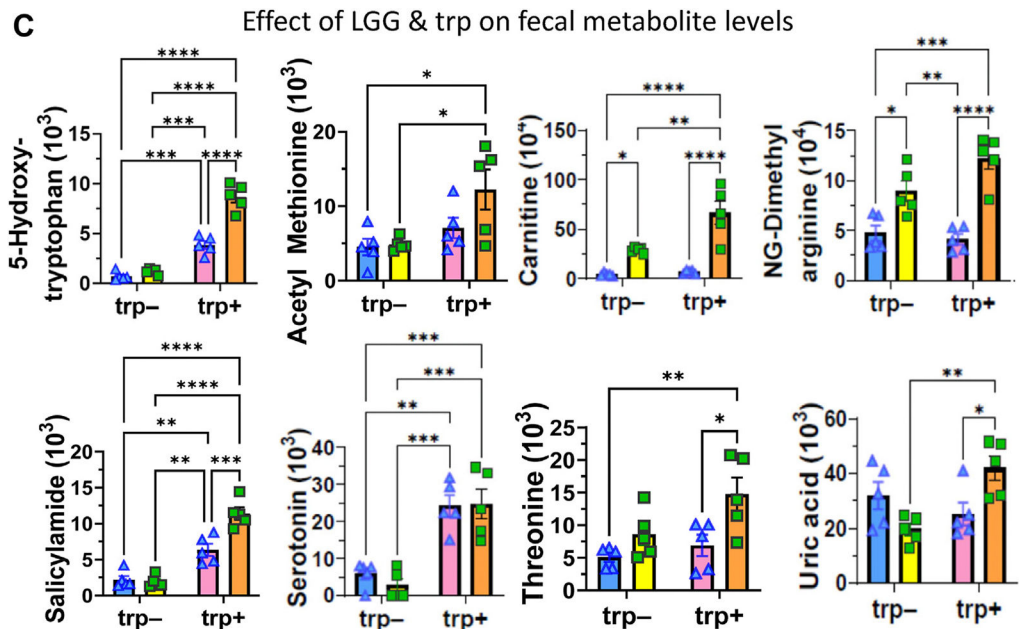 C
Effect of LGG & trp on fecal metabolite levels
5-Hydroxy-
tryptophan (10³)
****
****
***
***
****
15
10
5
0
trp–
trp+
Acetyl Methionine (10³)
*
*
20
15
10
5
0
trp–
trp+
Carnitine (10⁴)
****
**
*
****
150
100
75
50
25
0
trp–
trp+
NG-Dimethyl
arginine (10⁴)
***
**
*
****
15
10
5
0
trp–
trp+
Salicylamide (10³)
****
****
**
**
***
20
15
10
5
0
trp–
trp+
Serotonin (10³)
***
***
**
***
40
30
20
10
0
trp–
trp+
Threonine (10³)
**
*
25
20
15
10
5
0
trp–
trp+
Uric acid (10³)
**
*
60
40
20
0
trp–
trp+